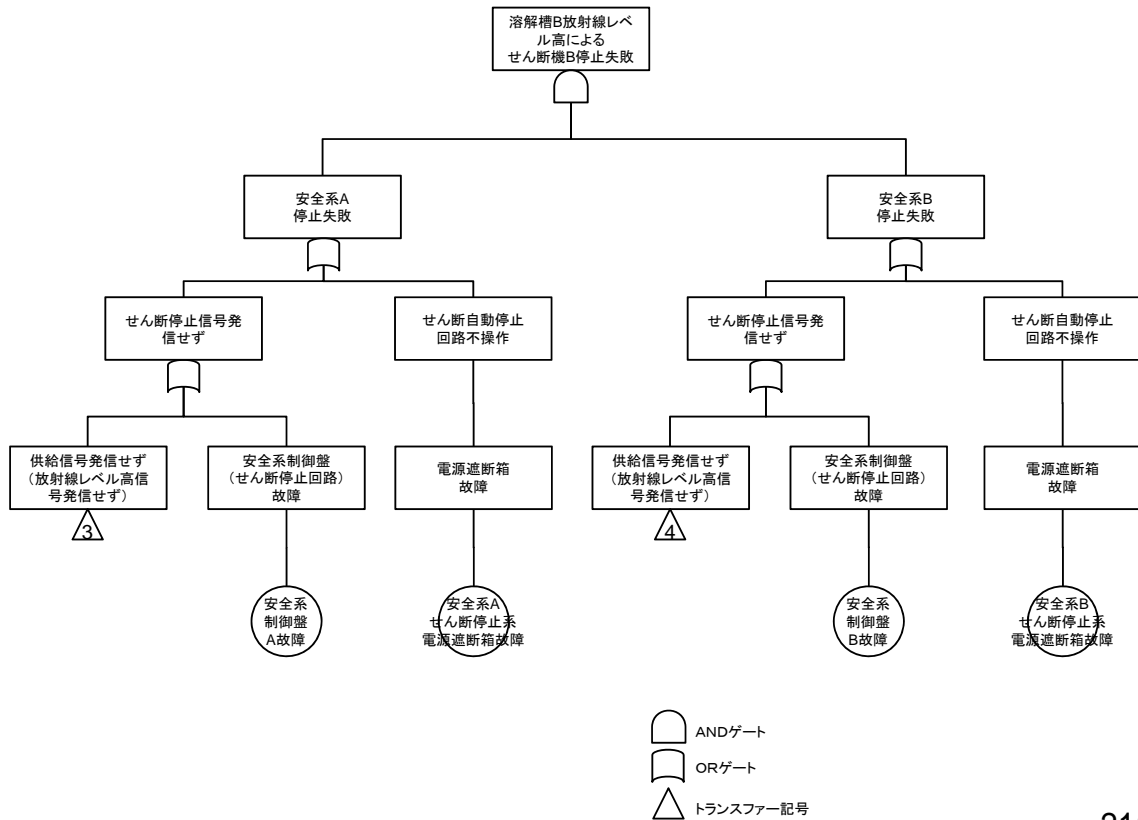 溶解槽B放射線レベ
ル高による
せん断機B停止失敗
安全系A
停止失敗
安全系B
停止失敗
せん断停止信号発
信せず
せん断自動停止
回路不操作
せん断停止信号発
信せず
せん断自動停止
回路不操作
供給信号発信せず
（放射線レベル高信
号発信せず）
安全系制御盤
（せん断停止回路）
故障
電源遮断箱
故障
供給信号発信せず
（放射線レベル高信
号発信せず）
安全系制御盤
（せん断停止回路）
故障
電源遮断箱
故障
3
4
安全系
制御盤
A故障
安全系A
せん断停止系
電源遮断箱故障
安全系
制御盤
B故障
安全系B
せん断停止系
電源遮断箱故障
ANDゲート
ORゲート
トランスファー記号